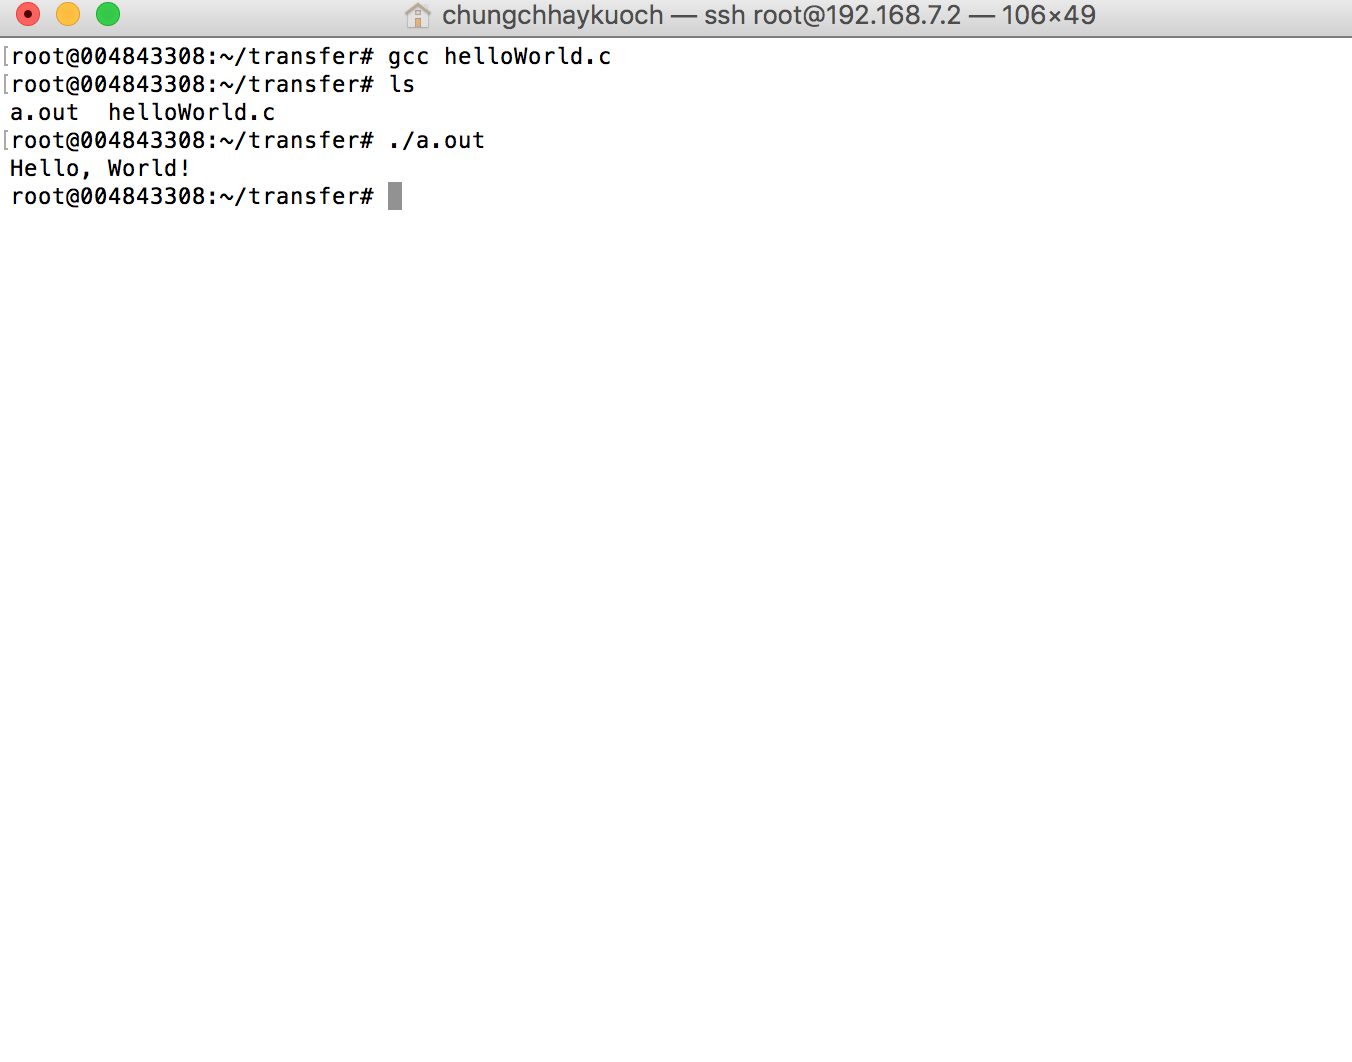 chungchhaykuoch — ssh root@192.168.7.2 — 106×49
[root@004843308:~/transfer# gcc helloWorld.c
[root@004843308:~/transfer# ls
a.out  helloWorld.c
[root@004843308:~/transfer# ./a.out
Hello, World!
root@004843308:~/transfer#